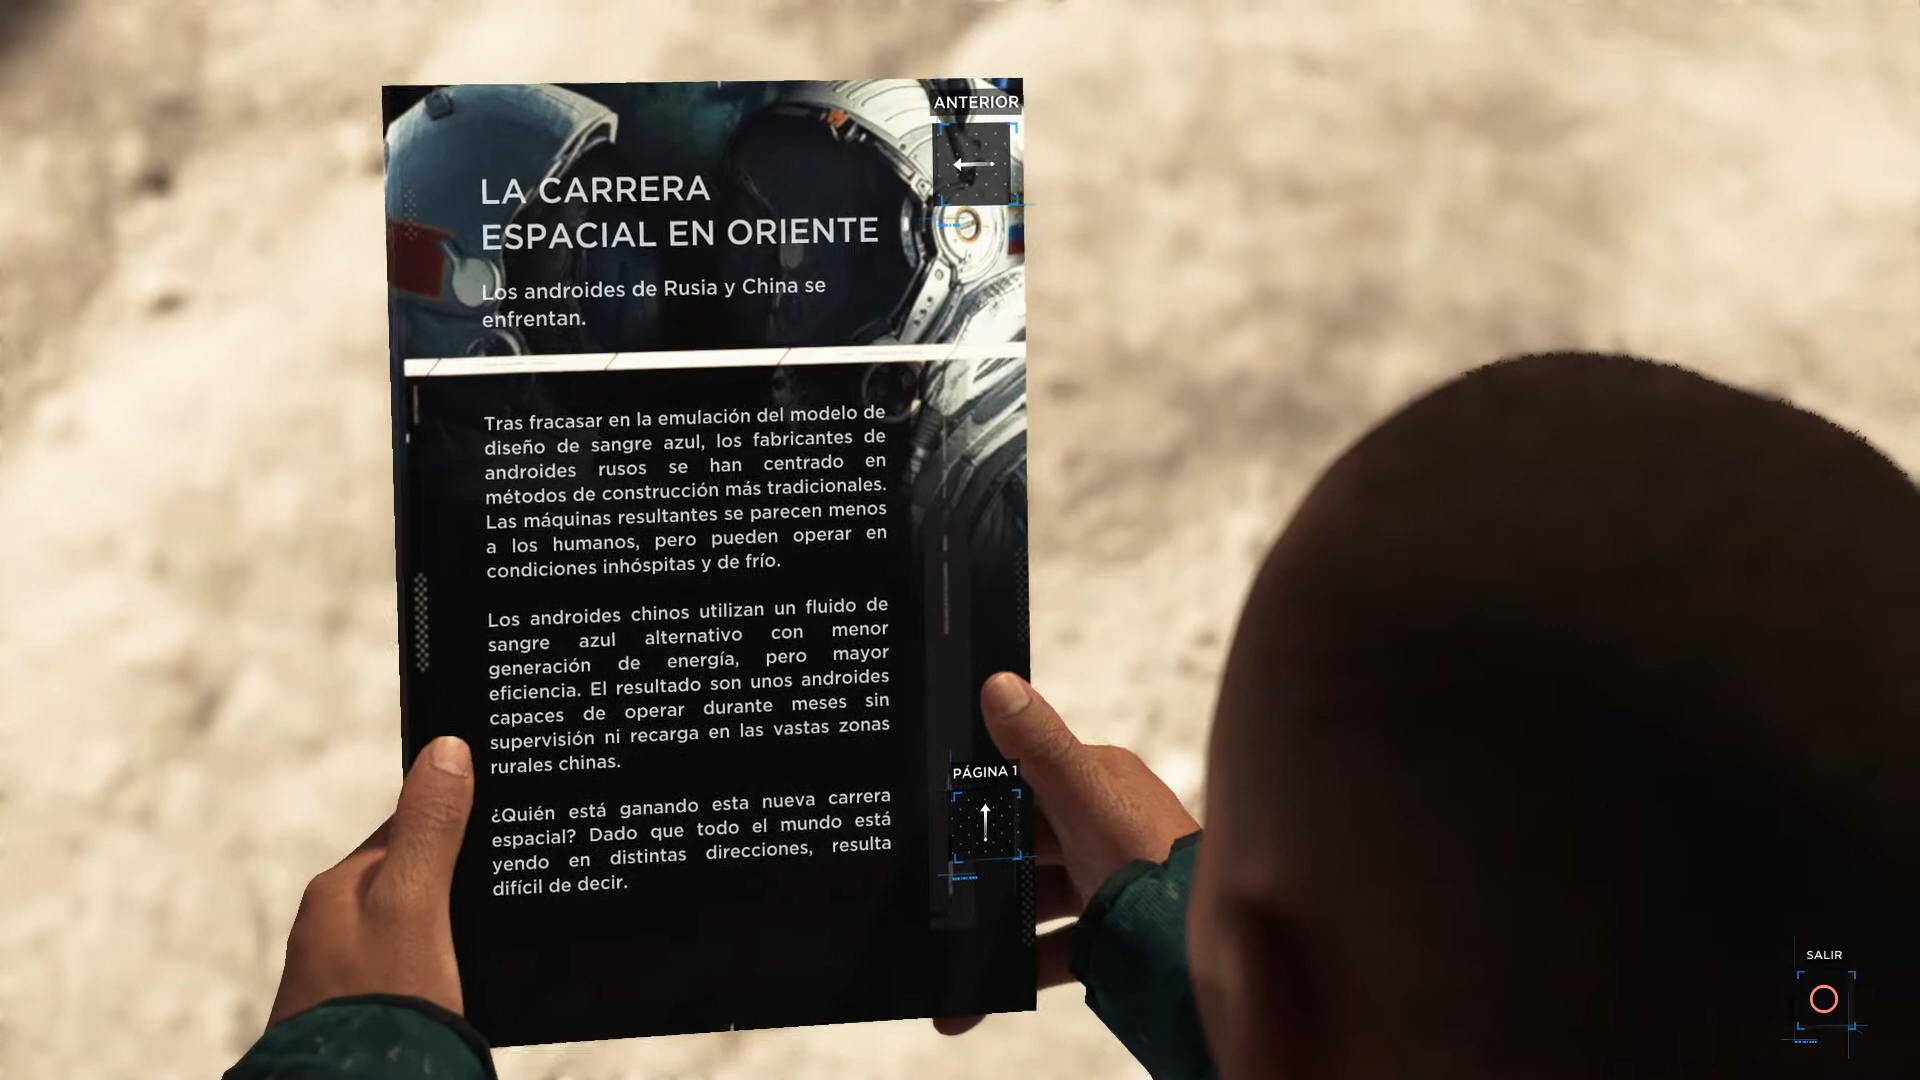 ANTERIOR
LA CARRERA
ESPACIAL EN ORIENTE
Los androides de Rusia y China se
enfrentan.
Tras fracasar en la emulación del modelo de
diseño de sangre azul, los fabricantes de
androides rusos se han centrado en
métodos de construcción más tradicionales.
Las máquinas resultantes se parecen menos
a los humanos, pero pueden operar en
condiciones inhóspitas y de frío.
Los androides chinos utilizan un fluido de
sangre azul alternativo con menor
generación de energía, pero mayor
eficiencia. El resultado son unos androides
capaces de operar durante meses sin
supervisión ni recarga en las vastas zonas
rurales chinas.
¿Quién está ganando esta nueva carrera
espacial? Dado que todo el mundo está
yendo en distintas direcciones, resulta
difícil de decir.
PÁGINA 1
SALIR